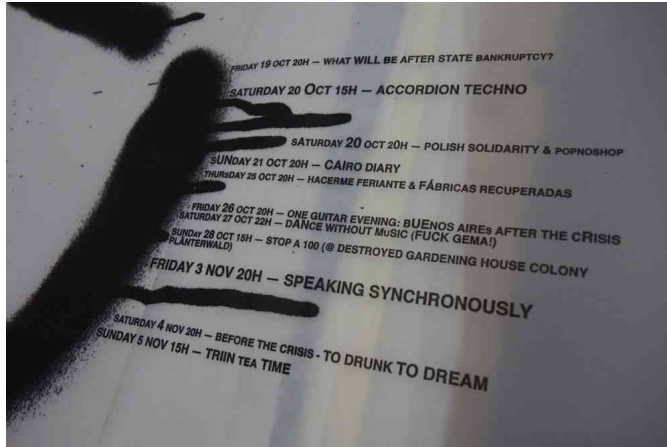 FRIDAY 19 OCT 20H — WHAT WILL BE AFTER STATE BANKRUPTCY?
SATURDAY 20 OCT 15H — ACCORDION TECHNO
SATURDAY 20 OCT 20H — POLISH SOLIDARITY & POPNOSHOP
SUNDAY 21 OCT 20H — CAIRO DIARY
THURSDAY 25 OCT 20H — HACERME FERIANTE & FÁBRICAS RECUPERADAS
FRIDAY 26 OCT 20H — ONE GUITAR EVENING: BUENOS AIREs AFTER THE CRISIS
SATURDAY 27 OCT 22H — DANCE WITHOUT MuSIC (FUCK GEMA!)
SUNDAY 28 OCT 15H — STOP A 100 (@ DESTROYED GARDENING HOUSE COLONY
PLÄNTERWALD)
FRIDAY 3 NOV 20H — SPEAKING SYNCHRONOUSLY
SATURDAY 4 NOV 20H — BEFORE THE CRISIS - TO DRUNK TO DREAM
SUNDAY 5 NOV 15H — TRIIN TEA TIME